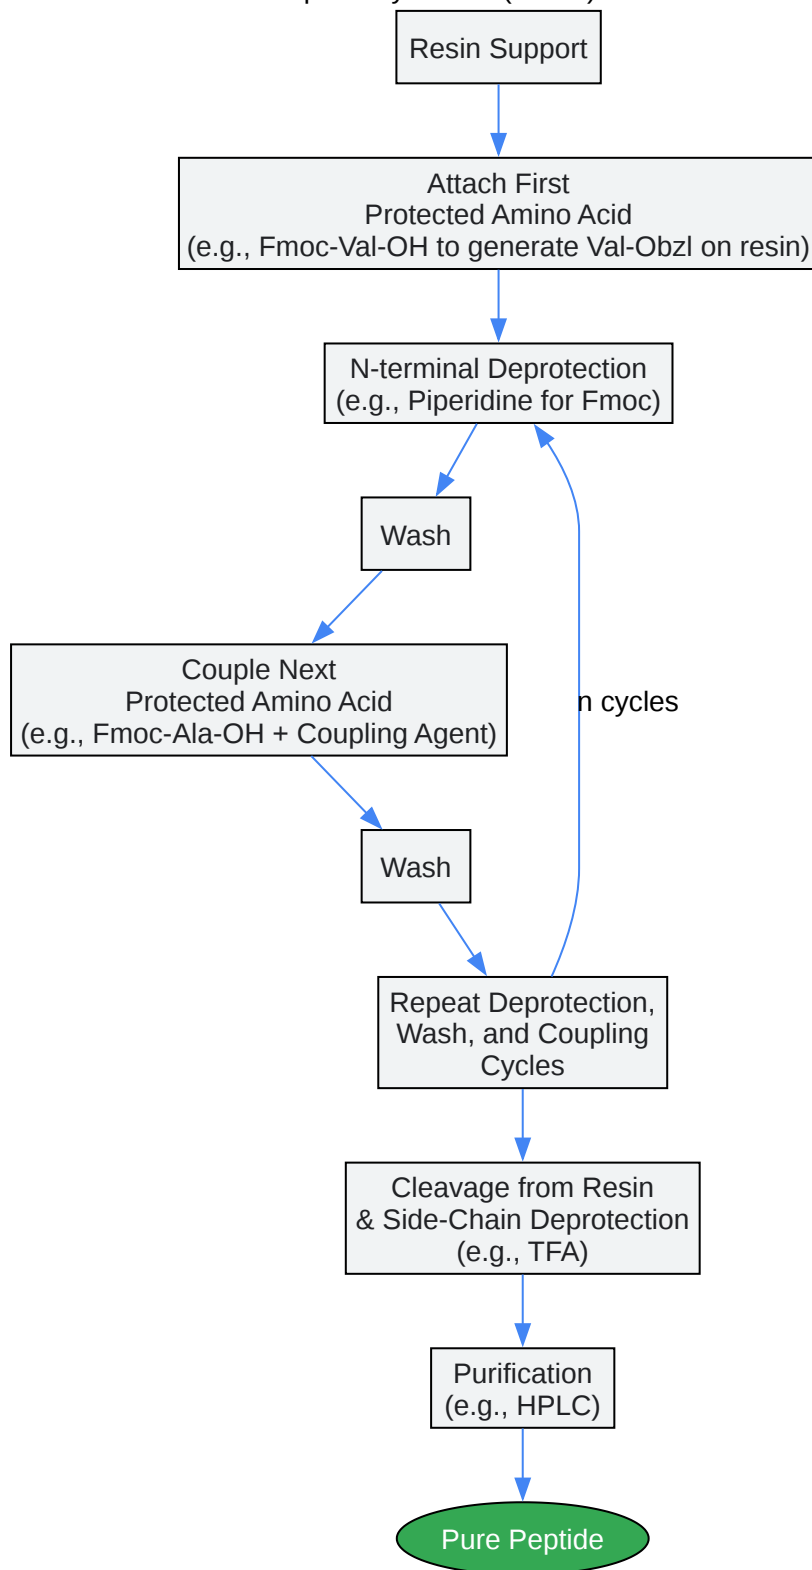 Resin Support
Attach First
Protected Amino Acid
(e.g., Fmoc-Val-OH to generate Val-Obzl on resin)
N-terminal Deprotection
(e.g., Piperidine for Fmoc)
Wash
Couple Next
Protected Amino Acid
(e.g., Fmoc-Ala-OH + Coupling Agent)
n cycles
Wash
Repeat Deprotection,
Wash, and Coupling
Cycles
Cleavage from Resin
& Side-Chain Deprotection
(e.g., TFA)
Purification
(e.g., HPLC)
Pure Peptide